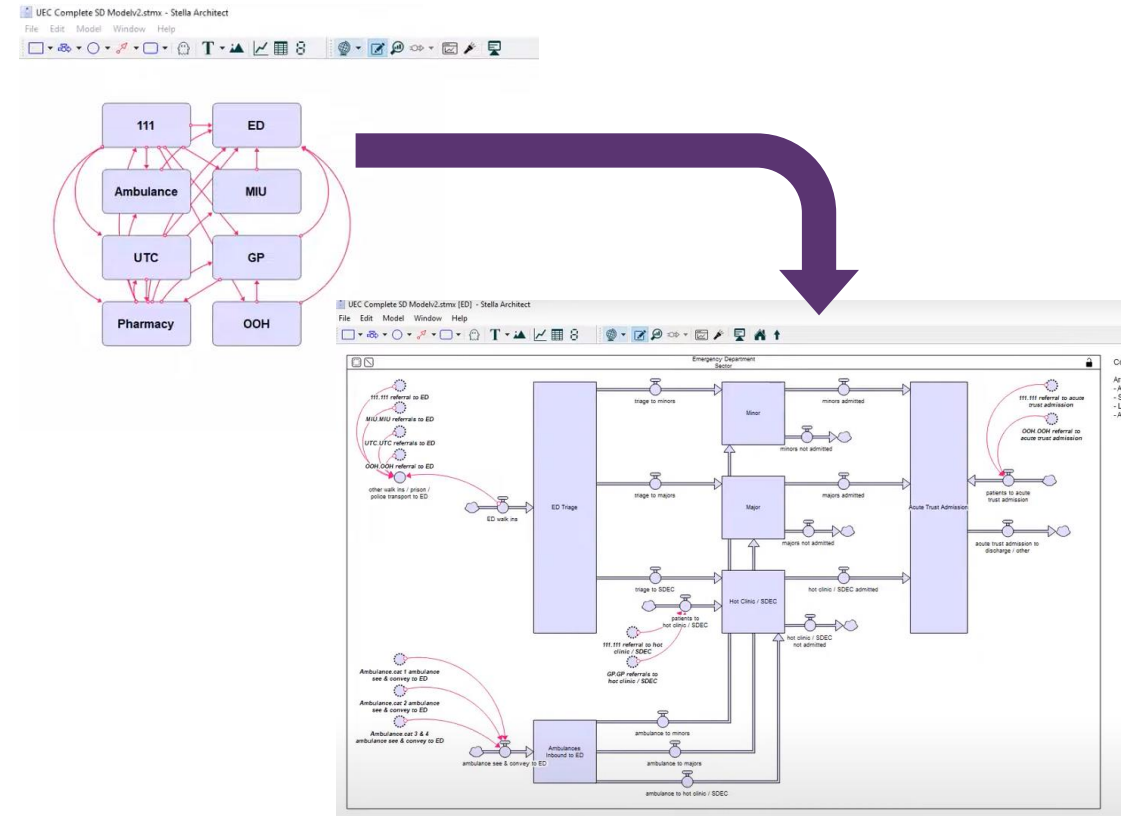 UEC Complete SD Modelv2.stmx - Stella Architect
File Edit Model Window Help
T
111
ED
Ambulance
MIU
UTC
GP
Pharmacy
OOH
UEC Complete SD Modelv2.stmx [ED] - Stella Architect
File Edit Model Window Help
T
Emergency Department
Sector
111.111 referral to ED
MIU.MIU referrals to ED
UTC.UTC referrals to ED
OOH.OOH referral to ED
other walk ins / prison /
police transport to ED
ED walk ins
ED Triage
triage to minors
triage to majors
triage to SDEC
Minor
minors admitted
minors not admitted
Major
majors admitted
majors not admitted
Hot Clinic / SDEC
hot clinic / SDEC admitted
hot clinic / SDEC
not admitted
patients to
hot clinic / SDEC
111.111 referral to hot
clinic / SDEC
GP.GP referrals to
hot clinic / SDEC
Acute Trust Admission
111.111 referral to acute
trust admission
OOH.OOH referral to
acute trust admission
patients to acute
trust admission
acute trust admission to
discharge / other
Ambulance.cat 1 ambulance
see & convey to ED
Ambulance.cat 2 ambulance
see & convey to ED
Ambulance.cat 3 & 4
ambulance see & convey to ED
ambulance see & convey to ED
Ambulances
inbound to ED
ambulance to minors
ambulance to majors
ambulance to hot clinic / SDEC